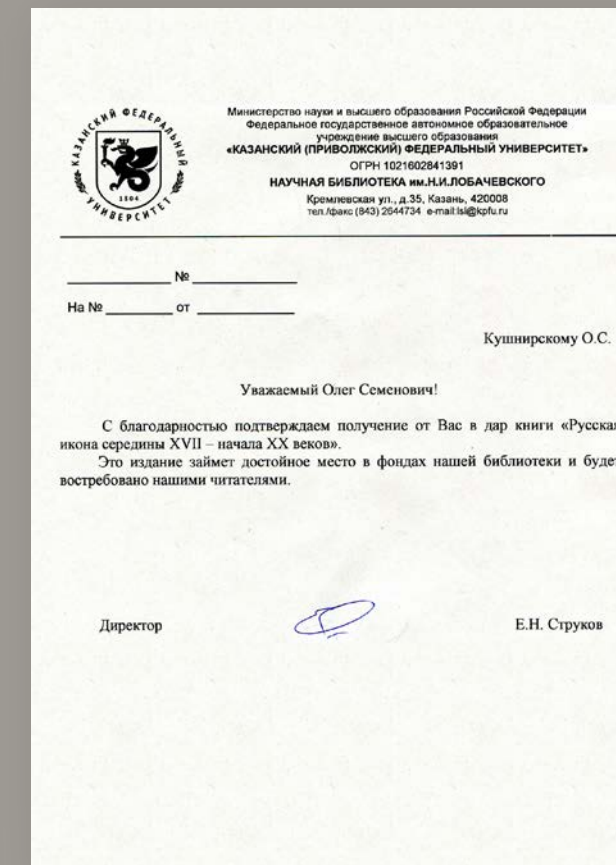 КАЗАНСКИЙ ФЕДЕРАЛЬНЫЙ УНИВЕРСИТЕТ
1804
Министерство науки и высшего образования Российской Федерации
Федеральное государственное автономное образовательное
учреждение высшего образования
«КАЗАНСКИЙ (ПРИВОЛЖСКИЙ) ФЕДЕРАЛЬНЫЙ УНИВЕРСИТЕТ»
ОГРН 1021602841391
НАУЧНАЯ БИБЛИОТЕКА им.Н.И.ЛОБАЧЕВСКОГО
Кремлевская ул., д.35, Казань, 420008
тел./факс (843) 2644734 e-mail:lsl@kpfu.ru
____________ № ____________
На № ________ от ____________
Кушнирскому О.С.
Уважаемый Олег Семенович!
С благодарностью подтверждаем получение от Вас в дар книги «Русская
икона середины XVII – начала XX веков».
Это издание займет достойное место в фондах нашей библиотеки и будет
востребовано нашими читателями.
Директор Е.Н. Струков